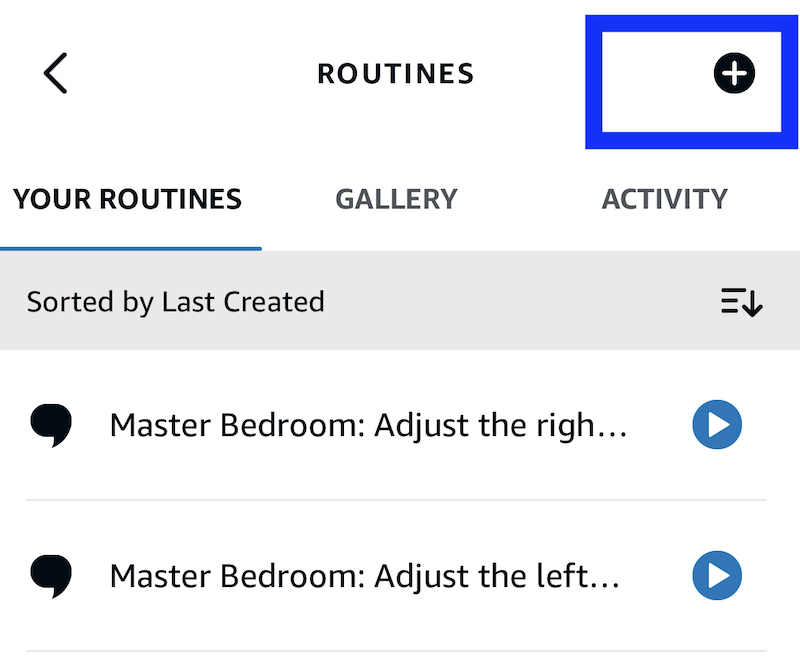 ROUTINES
YOUR ROUTINES GALLERY ACTIVITY
Sorted by Last Created
Master Bedroom: Adjust the righ...
Master Bedroom: Adjust the left...